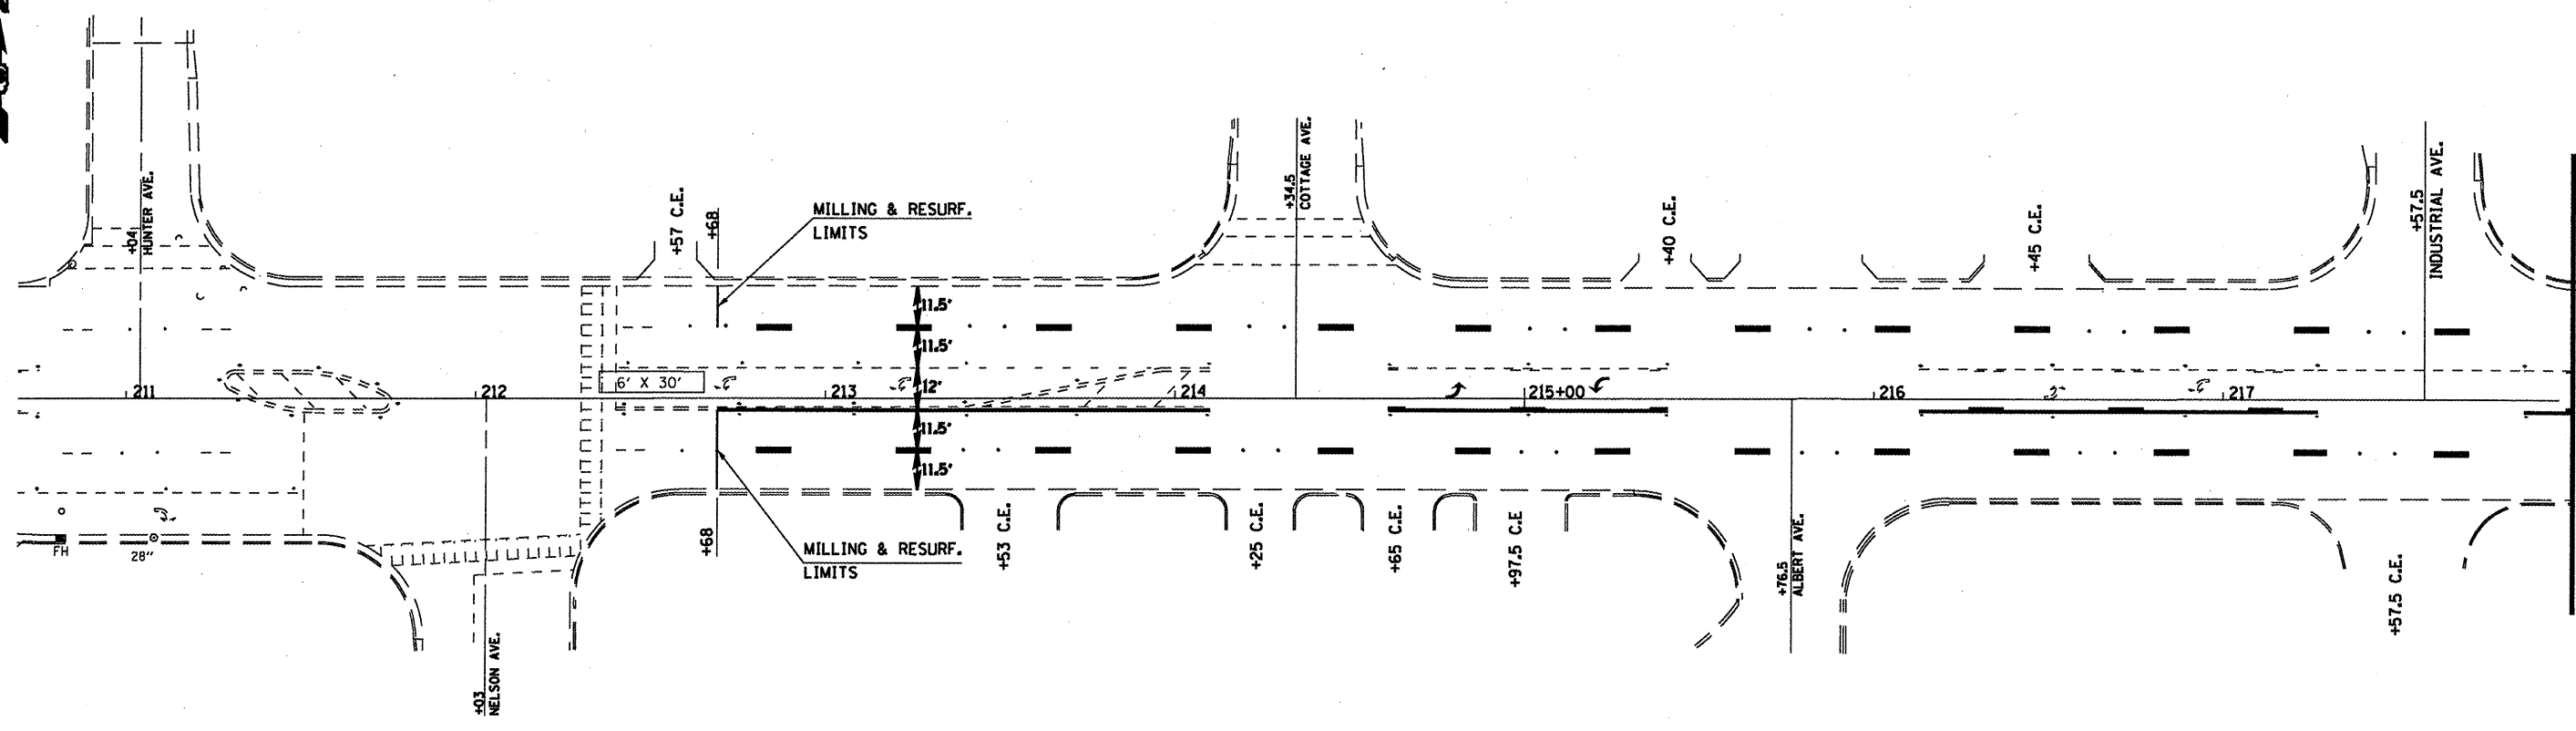 +04
HUNTER AVE.
+57 C.E.
+68
MILLING & RESURF.
LIMITS
+34.5
COTTAGE AVE.
+40 C.E.
+45 C.E.
+57.5
INDUSTRIAL AVE.
11.5'
11.5'
12'
11.5'
11.5'
6' X 30'
211
212
213
214
215+00
216
217
FH
28"
+03
NELSON AVE.
+68
MILLING & RESURF.
LIMITS
+53 C.E.
+25 C.E.
+65 C.E.
+97.5 C.E
+76.5
ALBERT AVE.
+57.5 C.E.